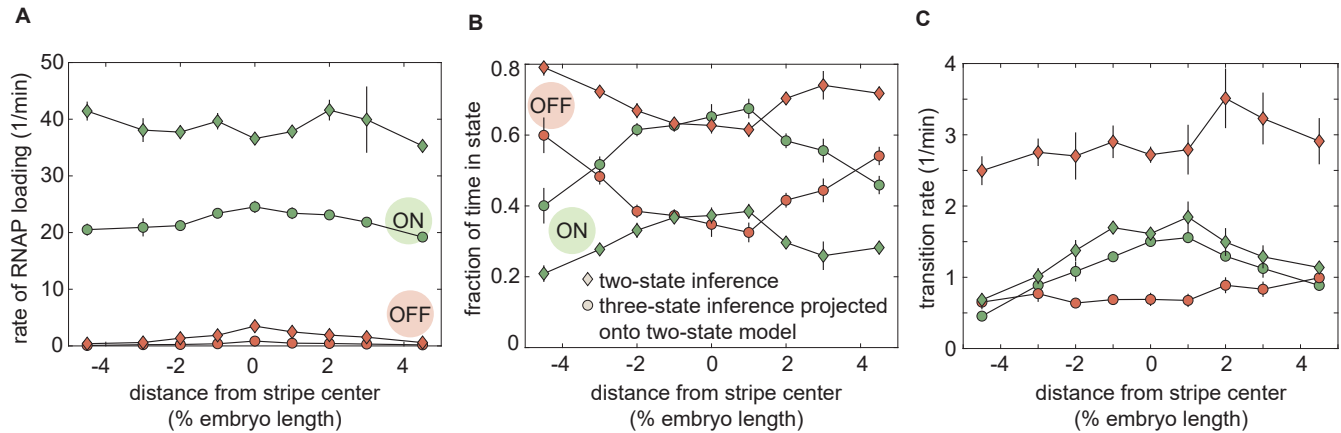 A
rate of RNAP loading (1/min)
50
40
30
20
10
0
ON
OFF
-4
-2
0
2
4
distance from stripe center
(% embryo length)
B
fraction of time in state
0.8
0.6
0.4
0.2
0
OFF
ON
two-state inference
three-state inference projected
onto two-state model
-4
-2
0
2
4
distance from stripe center
(% embryo length)
C
transition rate (1/min)
4
3
2
1
0
-4
-2
0
2
4
distance from stripe center
(% embryo length)